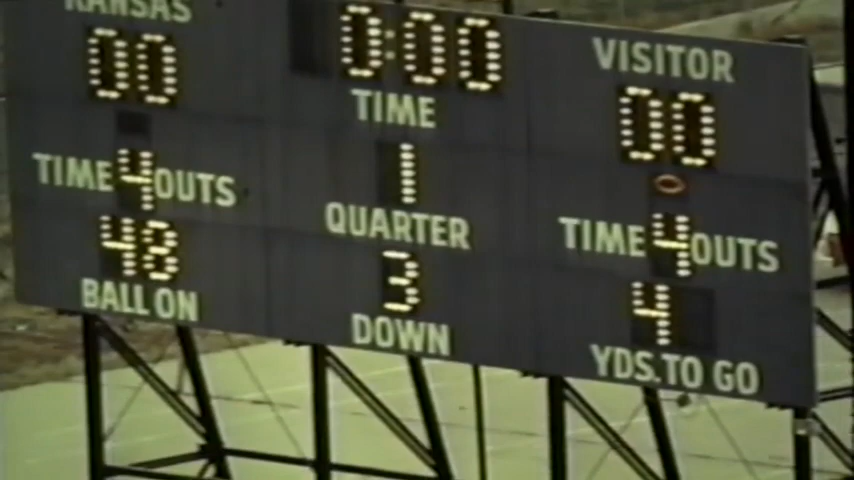 KANSAS
00 0:00 VISITOR
TIME 00
TIME 4 OUTS 1
QUARTER TIME 4 OUTS
48 3 4
BALL ON DOWN YDS. TO GO